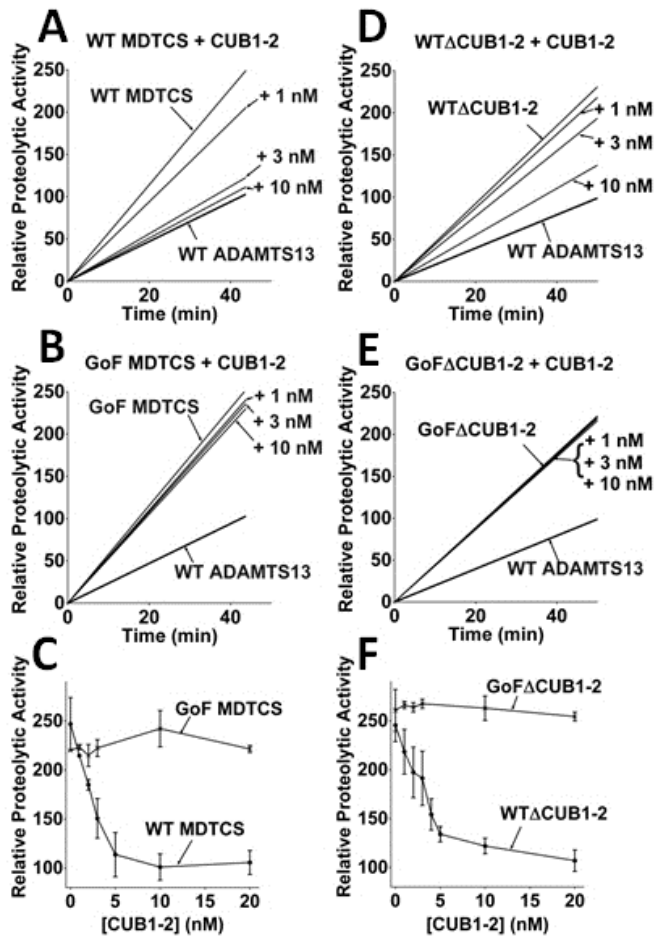 A
WT MDTCS + CUB1-2
Relative Proteolytic Activity
250
200
150
100
50
0
WT MDTCS
+ 1 nM
+ 3 nM
+ 10 nM
WT ADAMTS13
0 20 40
Time (min)
D
WTΔCUB1-2 + CUB1-2
Relative Proteolytic Activity
250
200
150
100
50
0
WTΔCUB1-2
+ 1 nM
+ 3 nM
+ 10 nM
WT ADAMTS13
0 20 40
Time (min)
B
GoF MDTCS + CUB1-2
Relative Proteolytic Activity
250
200
150
100
50
0
GoF MDTCS
+ 1 nM
+ 3 nM
+ 10 nM
WT ADAMTS13
0 20 40
Time (min)
E
GoFΔCUB1-2 + CUB1-2
Relative Proteolytic Activity
250
200
150
100
50
0
GoFΔCUB1-2
+ 1 nM
+ 3 nM
+ 10 nM
WT ADAMTS13
0 20 40
Time (min)
C
Relative Proteolytic Activity
250
200
150
100
GoF MDTCS
WT MDTCS
0 5 10 15 20
[CUB1-2] (nM)
F
Relative Proteolytic Activity
250
200
150
100
GoFΔCUB1-2
WTΔCUB1-2
0 5 10 15 20
[CUB1-2] (nM)